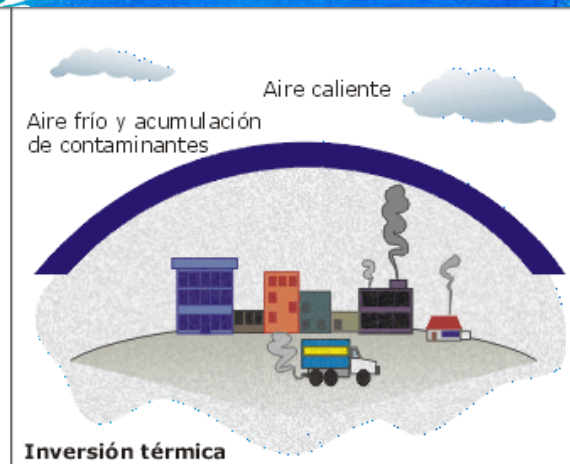 Aire caliente
Aire frío y acumulación
de contaminantes
Inversión térmica